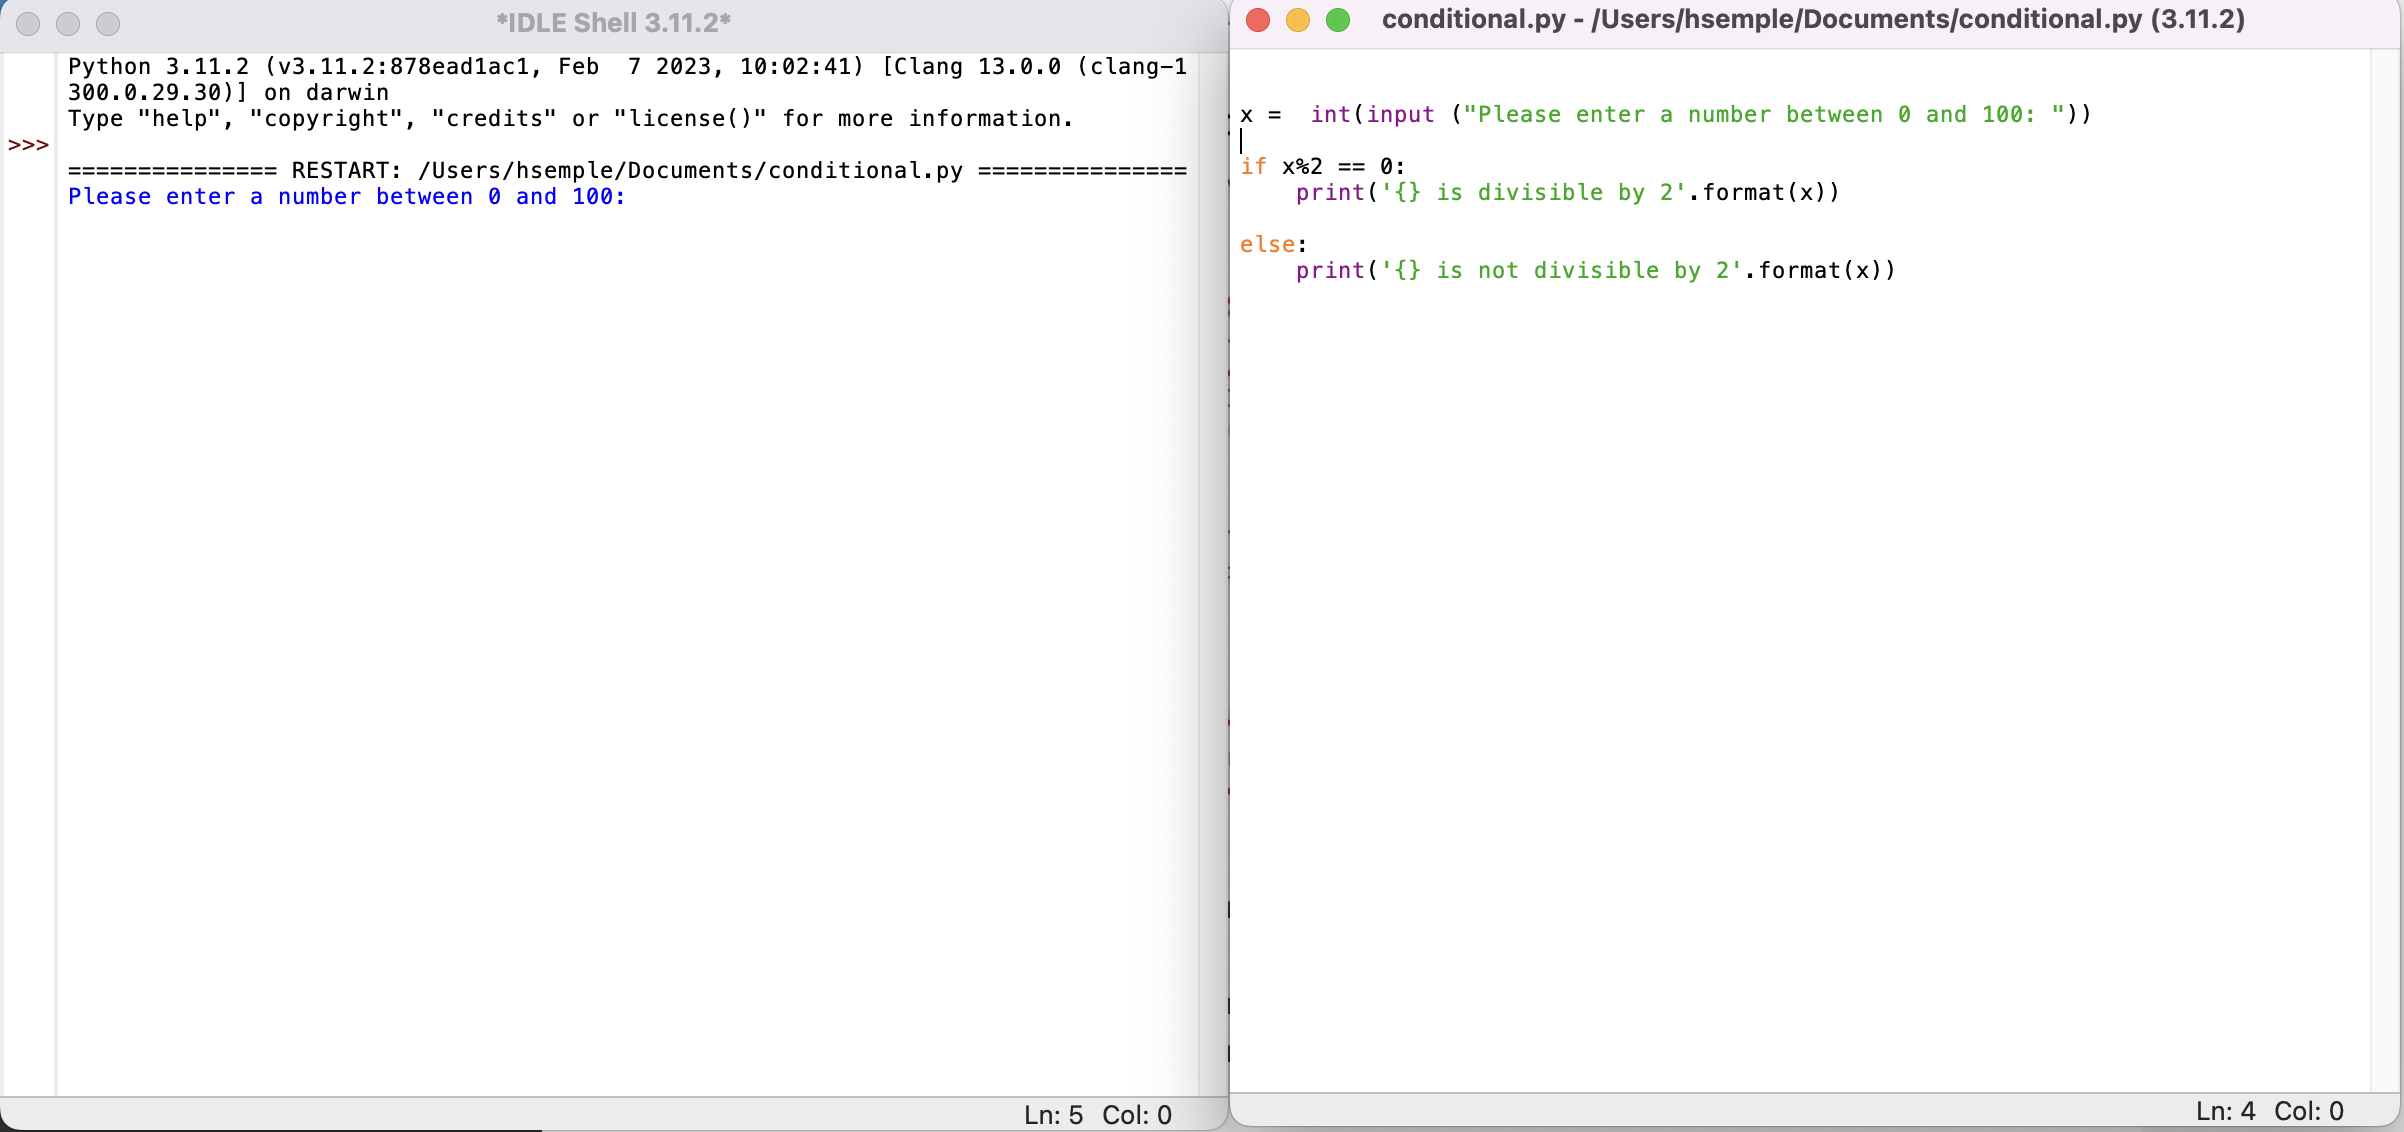 *IDLE Shell 3.11.2*
Python 3.11.2 (v3.11.2:878ead1ac1, Feb  7 2023, 10:02:41) [Clang 13.0.0 (clang-1
300.0.29.30)] on darwin
Type "help", "copyright", "credits" or "license()" for more information.
>>>
=============== RESTART: /Users/hsemple/Documents/conditional.py ===============
Please enter a number between 0 and 100:
Ln: 5  Col: 0
conditional.py - /Users/hsemple/Documents/conditional.py (3.11.2)
x =  int(input ("Please enter a number between 0 and 100: "))
if x%2 == 0:
    print('{} is divisible by 2'.format(x))
else:
    print('{} is not divisible by 2'.format(x))
Ln: 4  Col: 0